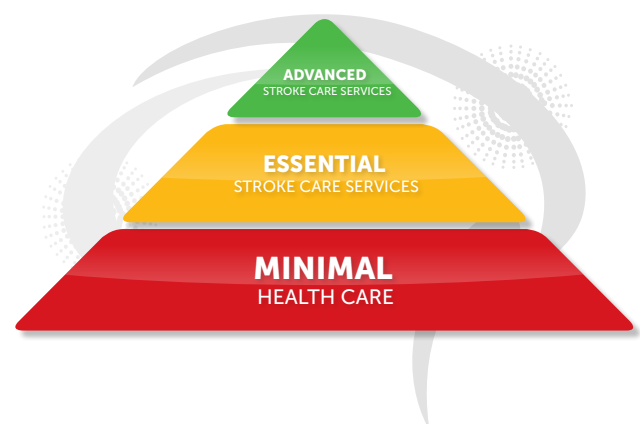 ADVANCED
STROKE CARE SERVICES
ESSENTIAL
STROKE CARE SERVICES
MINIMAL
HEALTH CARE